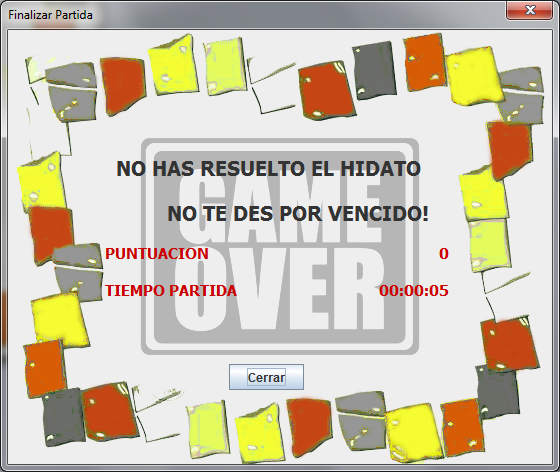 Finalizar Partida
NO HAS RESUELTO EL HIDATO
NO TE DES POR VENCIDO!
GAME
OVER
PUNTUACION 0
TIEMPO PARTIDA 00:00:05
Cerrar